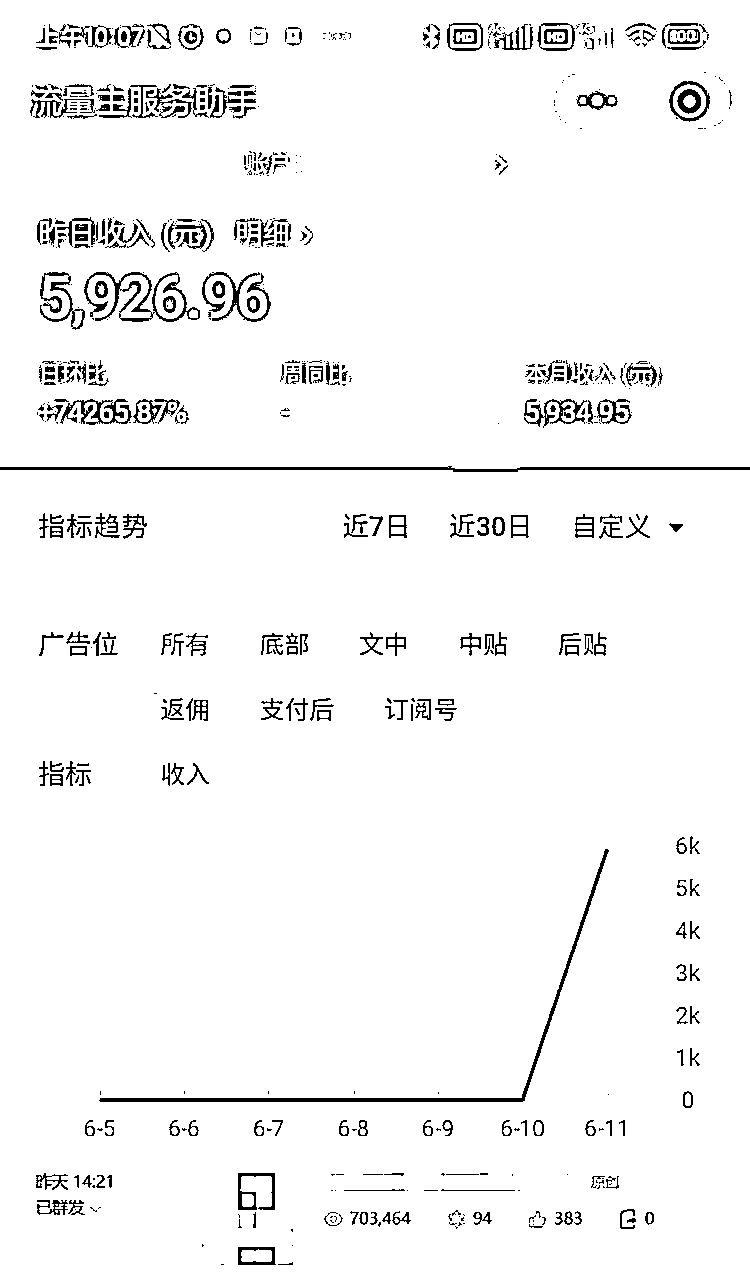 上午10:07
流量主服务助手
账户:
昨日收入 (元) 明细 >
5,926.96
日环比 周同比 本月收入 (元)
+74265.87% - 5,934.95
指标趋势 近7日 近30日 自定义
广告位 所有 底部 文中 中贴 后贴
返佣 支付后 订阅号
指标 收入
6k
5k
4k
3k
2k
1k
0
6-5 6-6 6-7 6-8 6-9 6-10 6-11
昨天 14:21 原创
已群发 703,464 94 383 0